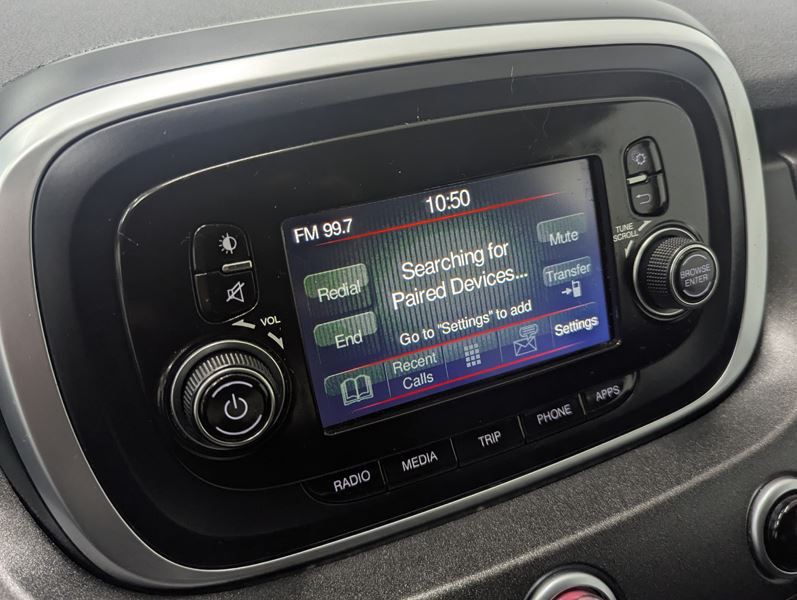 10:50
FM 99.7
Searching for
Paired Devices...
Go to "Settings" to add
Redial
End
Mute
Transfer
Recent
Calls
Settings
VOL
TUNE
SCROLL
BROWSE
ENTER
RADIO
MEDIA
TRIP
PHONE
APPS